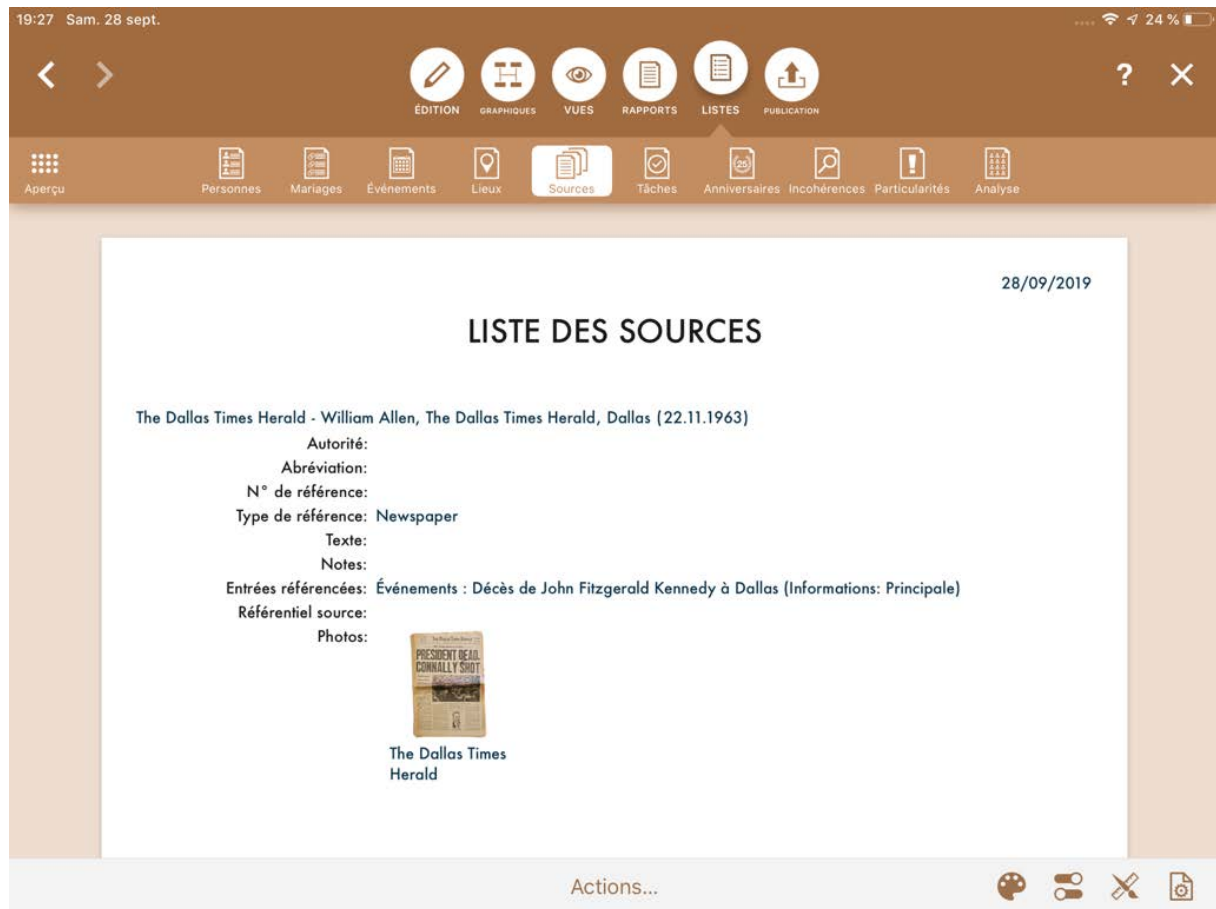 19:27 Sam. 28 sept.
24 %
ÉDITION
GRAPHIQUES
VUES
RAPPORTS
LISTES
PUBLICATION
?
Aperçu
Personnes
Mariages
Événements
Lieux
Sources
Tâches
25
Anniversaires
Incohérences
Particularités
Analyse
28/09/2019
LISTE DES SOURCES
The Dallas Times Herald - William Allen, The Dallas Times Herald, Dallas (22.11.1963)
Autorité:
Abréviation:
N° de référence:
Type de référence: Newspaper
Texte:
Notes:
Entrées référencées: Événements : Décès de John Fitzgerald Kennedy à Dallas (Informations: Principale)
Référentiel source:
Photos:
PRESIDENT DEAD,
CONNALLY SHOT
The Dallas Times
Herald
Actions...